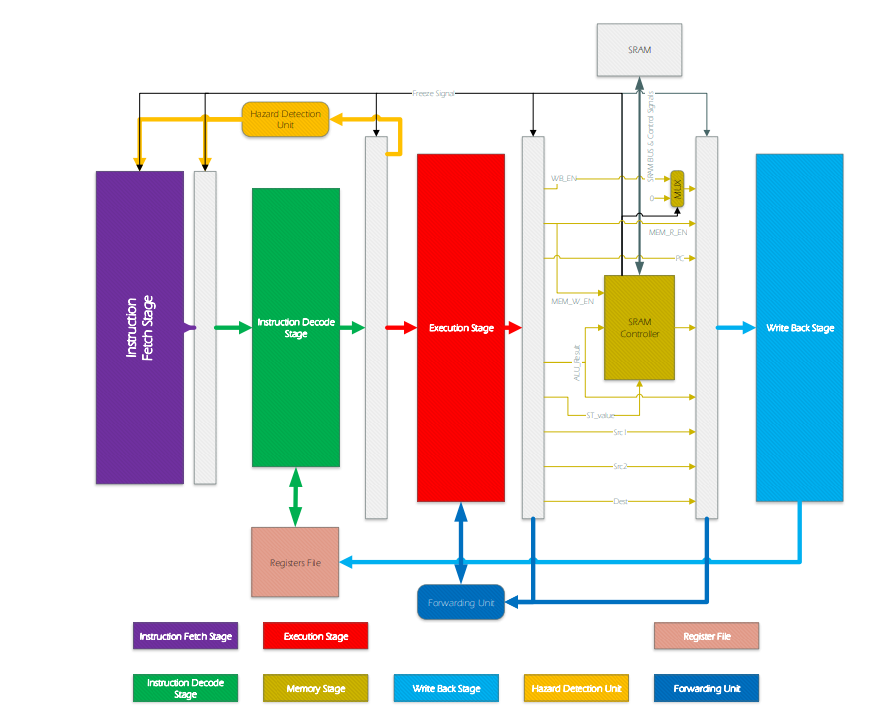 SRAM
Freeze Signal
SRAM BUS & Control Signals
Hazard Detection
Unit
WB_EN
0
MUX
MEM_R_EN
PC
MEM_W_EN
Instruction
Fetch Stage
Instruction Decode
Stage
Execution Stage
SRAM
Controller
Write Back Stage
ALU_Result
ST_value
Src1
Src2
Dest
Registers File
Forwarding Unit
Instruction Fetch Stage
Execution Stage
Register File
Instruction Decode
Stage
Memory Stage
Write Back Stage
Hazard Detection Unit
Forwarding Unit